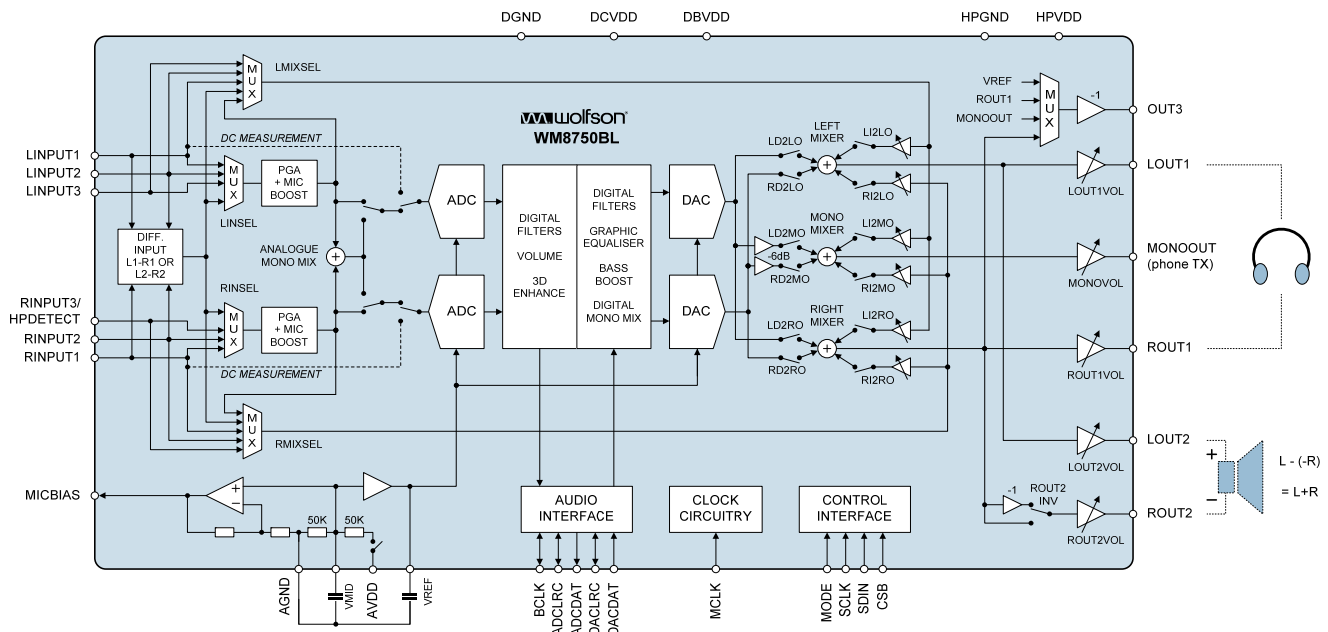 DGND
DCVDD
DBVDD
HPGND
HPVDD
MUX
LMIXSEL
wolfson
WM8750BL
DC MEASUREMENT
LINPUT1
LINPUT2
LINPUT3
MUX
LINSEL
PGA
+ MIC
BOOST
ADC
DIFF.
INPUT
L1-R1 OR
L2-R2
ANALOGUE
MONO MIX
+
RINSEL
RINPUT3/
HPDETECT
RINPUT2
RINPUT1
MUX
PGA
+ MIC
BOOST
ADC
DC MEASUREMENT
MUX
RMIXSEL
DIGITAL
FILTERS
VOLUME
3D
ENHANCE
DIGITAL
FILTERS
GRAPHIC
EQUALISER
BASS
BOOST
DIGITAL
MONO MIX
DAC
DAC
LEFT
MIXER
LD2LO
RD2LO
+
LI2LO
RI2LO
MONO
MIXER
LD2MO
-6dB
RD2MO
+
LI2MO
RI2MO
RIGHT
MIXER
LD2RO
RD2RO
+
LI2RO
RI2RO
VREF
ROUT1
MONOOUT
MUX
-1
OUT3
LOUT1
LOUT1VOL
MONOOUT
(phone TX)
MONOVOL
ROUT1
ROUT1VOL
LOUT2
LOUT2VOL
-1
ROUT2
INV
ROUT2
ROUT2VOL
+
−
L - (-R)
= L+R
MICBIAS
+
−
50K
50K
AUDIO
INTERFACE
CLOCK
CIRCUITRY
CONTROL
INTERFACE
AGND
VMID
AVDD
VREF
BCLK
ADCLRC
ADCDAT
DACLRC
DACDAT
MCLK
MODE
SCLK
SDIN
CSB